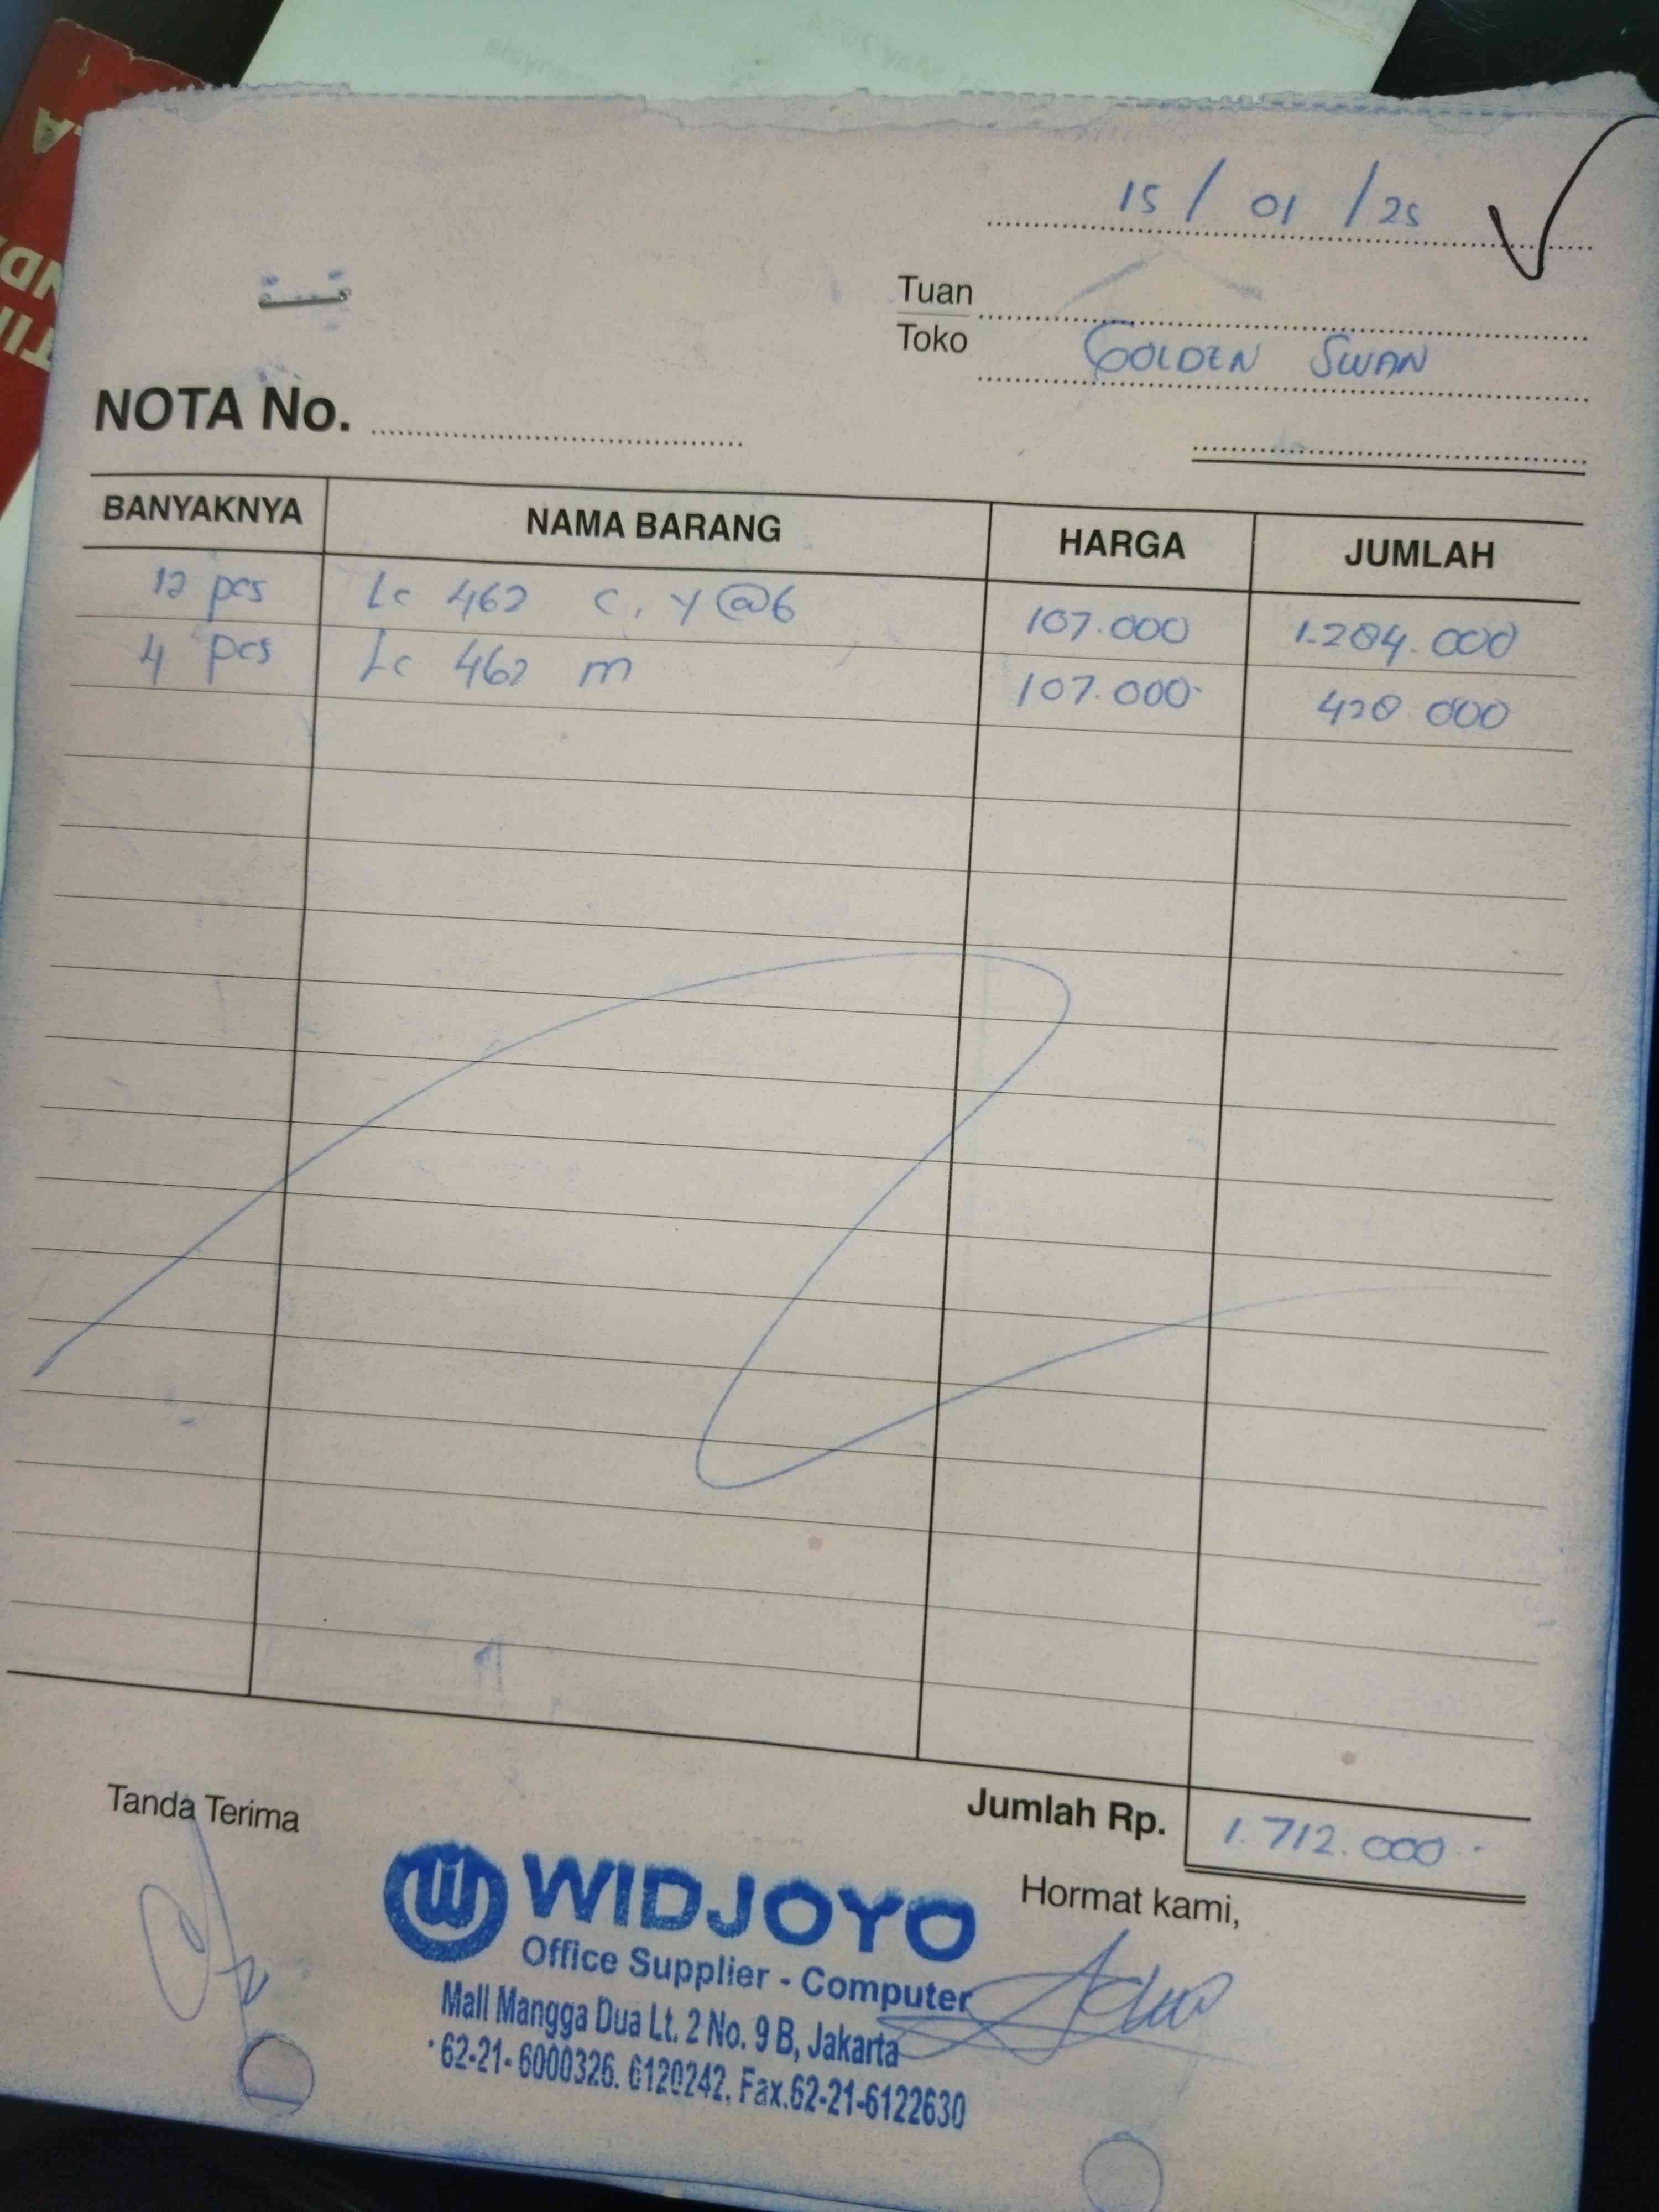 15 / 01 / 25
Tuan
Toko GOLDEN SWAN
NOTA No.
BANYAKNYA NAMA BARANG HARGA JUMLAH
12 pcs Lc 462 C, Y @6 107.000 1.284.000
4 pcs Lc 462 m 107.000 428 000
Jumlah Rp. 1.712.000
Tanda Terima
Hormat kami,
WIDJOYO
Office Supplier - Computer
Mall Mangga Dua Lt. 2 No. 9 B, Jakarta
62-21- 6000326. 6120242, Fax.62-21-6122630